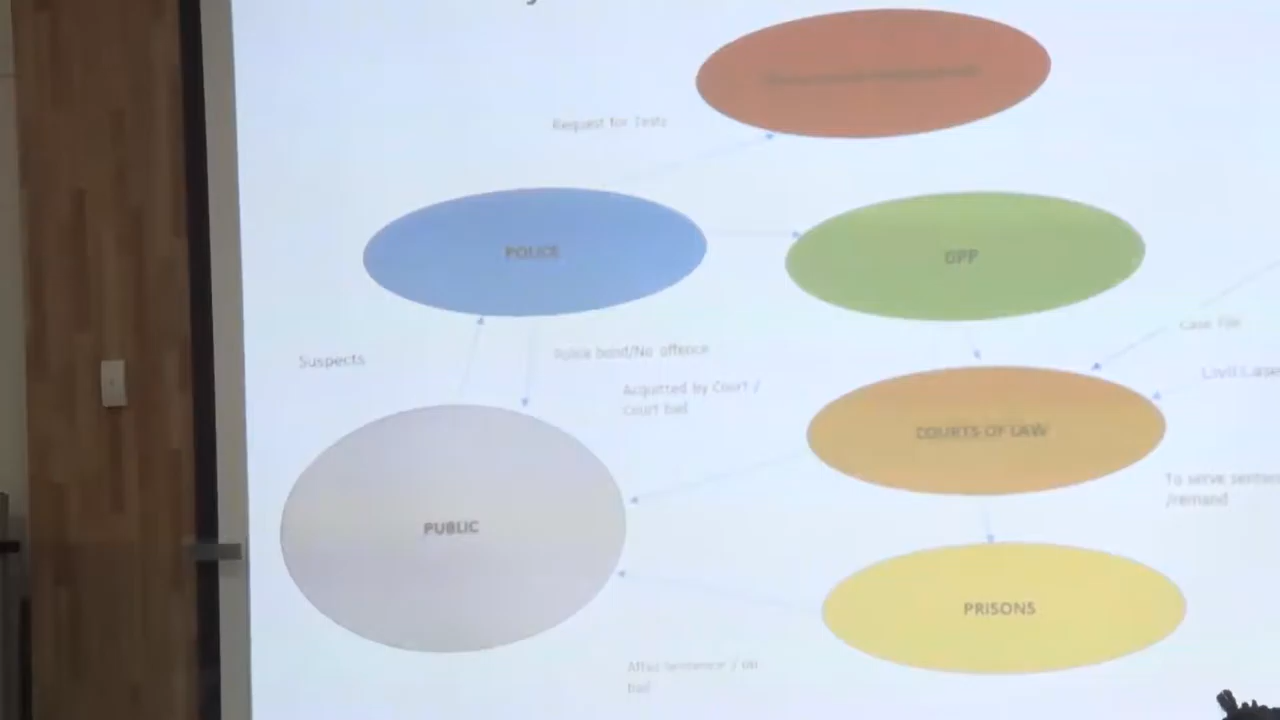 Request for Tests
POLICE
DPP
Case File
Suspects
Police bond/No offence
Acquitted by Court /
Court bail
COURTS OF LAW
To serve
/remand
PUBLIC
PRISONS
After sentence / on
bail